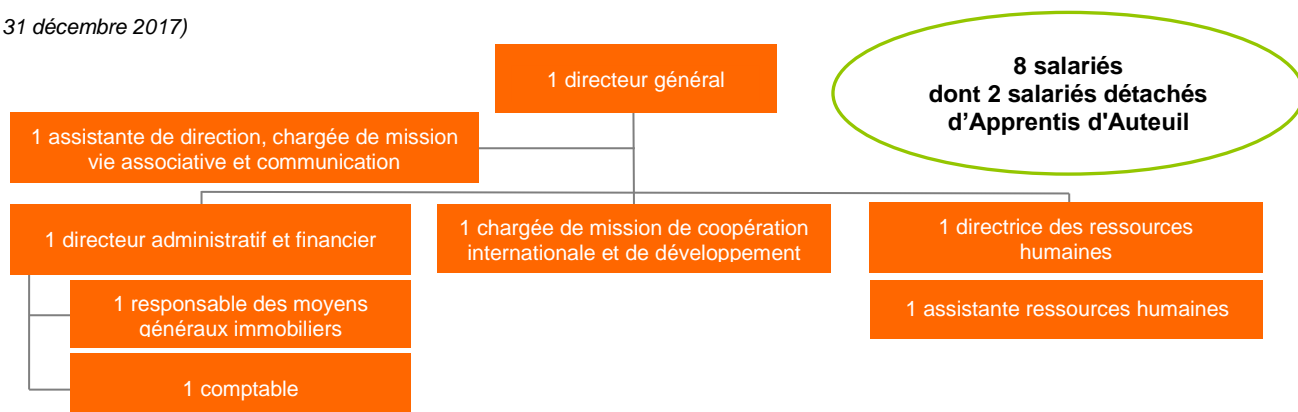 31 décembre 2017)
8 salariés
dont 2 salariés détachés
d’Apprentis d'Auteuil
1 directeur général
1 assistante de direction, chargée de mission
vie associative et communication
1 directeur administratif et financier
1 chargée de mission de coopération
internationale et de développement
1 directrice des ressources
humaines
1 responsable des moyens
généraux immobiliers
1 assistante ressources humaines
1 comptable